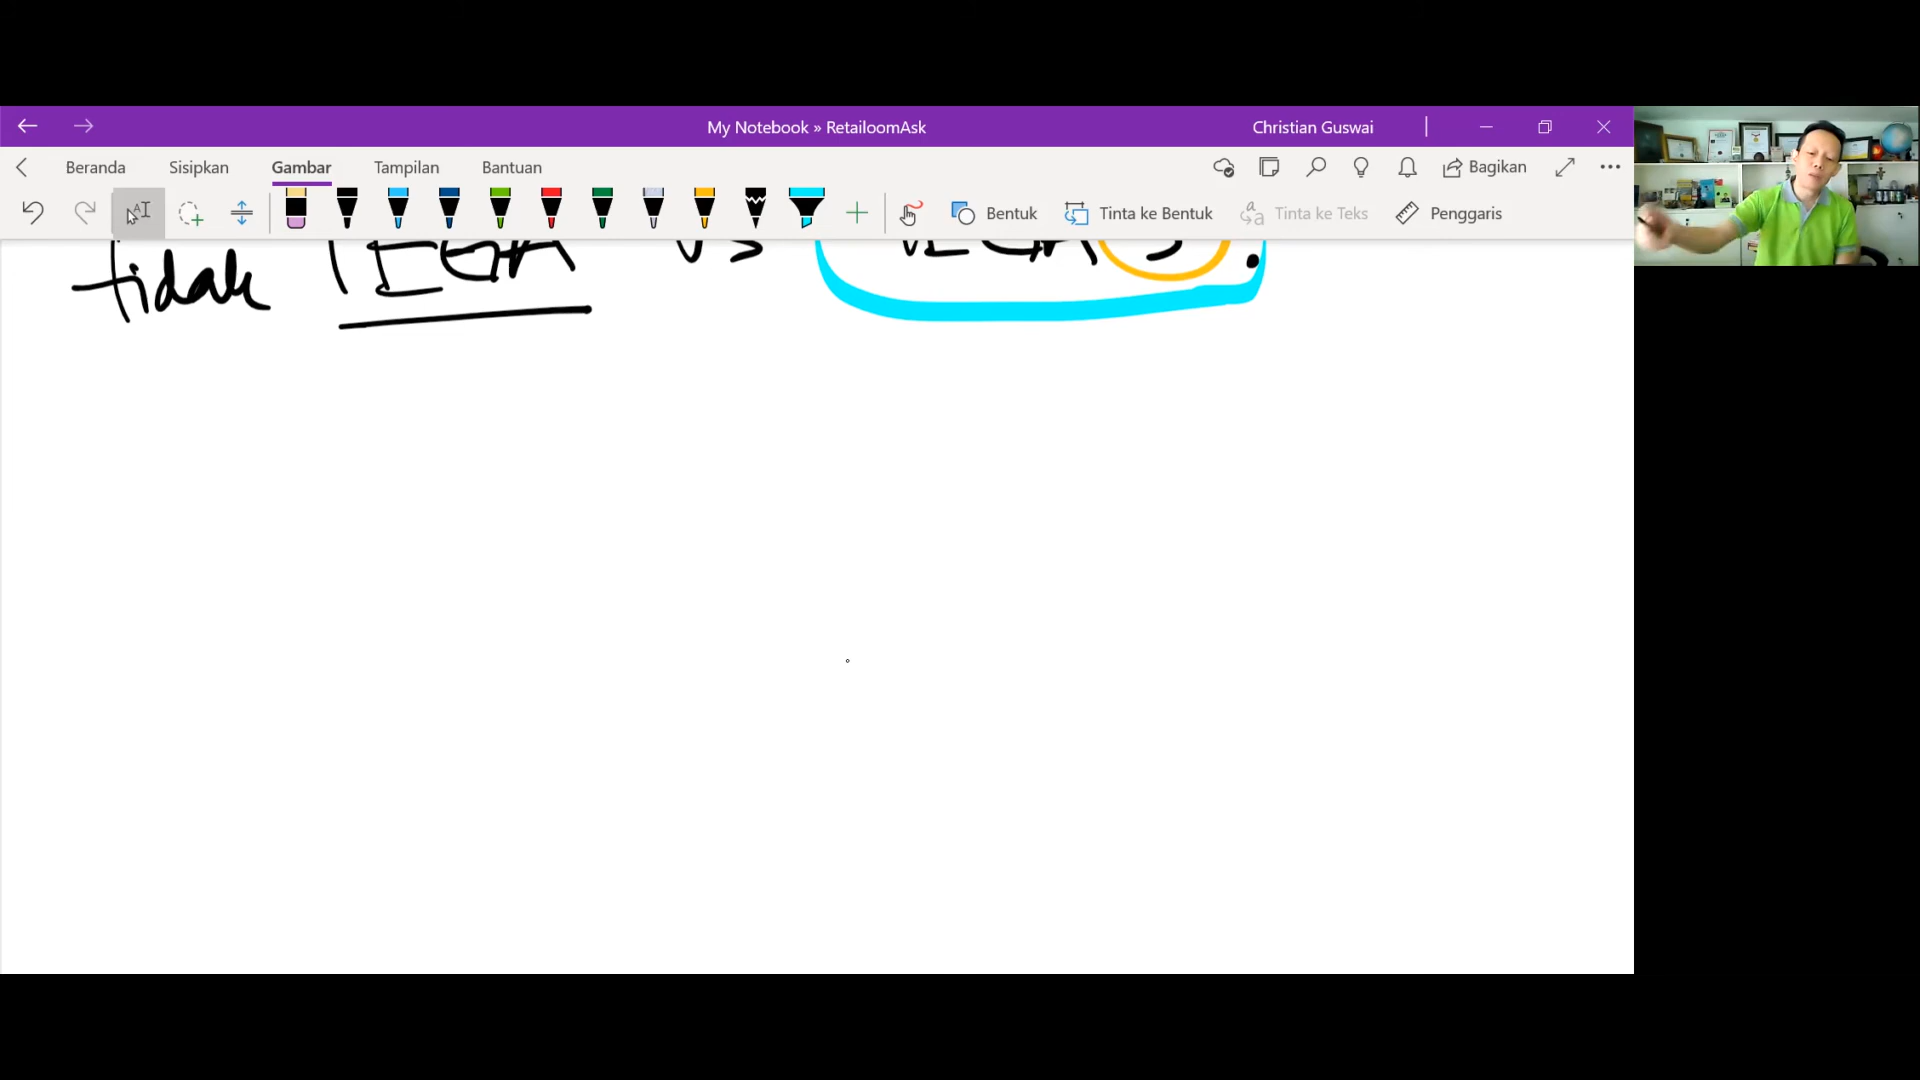 My Notebook » RetailoomAsk
Christian Guswai
Beranda Sisipkan Gambar Tampilan Bantuan
Bagikan
Bentuk Tinta ke Bentuk Tinta ke Teks Penggaris
tidak vs